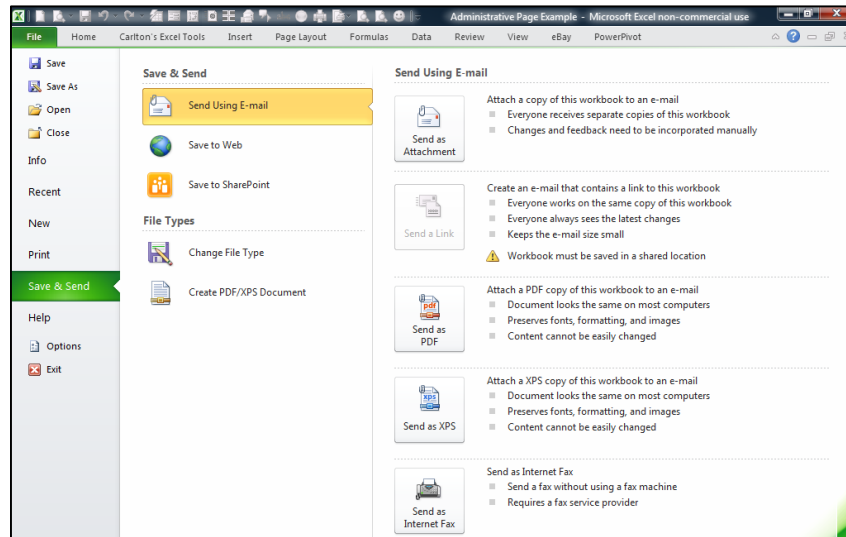 Administrative Page Example - Microsoft Excel non-commercial use
File Home Carlton's Excel Tools Insert Page Layout Formulas Data Review View eBay PowerPivot
Save
Save As
Open
Close
Info
Recent
New
Print
Save & Send
Help
Options
Exit
Save & Send
Send Using E-mail
Save to Web
Save to SharePoint
File Types
Change File Type
Create PDF/XPS Document
Send Using E-mail
Send as
Attachment
Attach a copy of this workbook to an e-mail
Everyone receives separate copies of this workbook
Changes and feedback need to be incorporated manually
Send a Link
Create an e-mail that contains a link to this workbook
Everyone works on the same copy of this workbook
Everyone always sees the latest changes
Keeps the e-mail size small
Workbook must be saved in a shared location
pdf
Send as
PDF
Attach a PDF copy of this workbook to an e-mail
Document looks the same on most computers
Preserves fonts, formatting, and images
Content cannot be easily changed
xps
Send as XPS
Attach a XPS copy of this workbook to an e-mail
Document looks the same on most computers
Preserves fonts, formatting, and images
Content cannot be easily changed
Send as
Internet Fax
Send as Internet Fax
Send a fax without using a fax machine
Requires a fax service provider